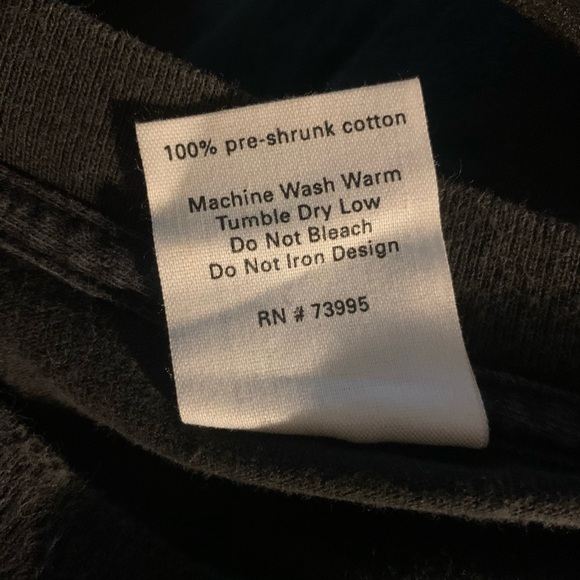 100% pre-shrunk cotton
Machine Wash Warm
Tumble Dry Low
Do Not Bleach
Do Not Iron Design
RN # 73995